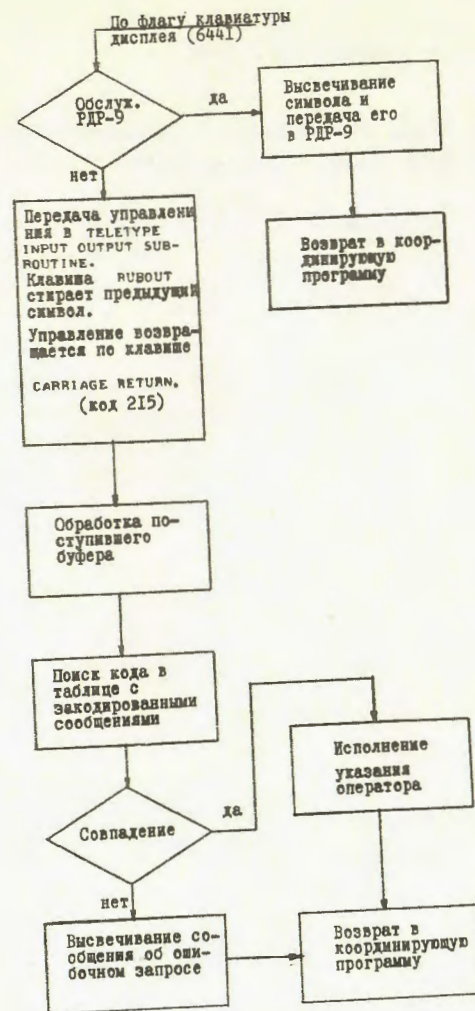 По флагу клавиатуры
дисплея (6441)
Обслуж.
РДР-9
да
нет
Высвечивание
символа и
передача его
в РДР-9
Возврат в коор-
динирующую
программу
Передача управлени
ния в TELETYPE
INPUT OUTPUT SUB-
ROUTINE.
Клавиша RUBOUT
стирает предыдущий
символ.
Управление возвра-
щается по клавише
CARRIAGE RETURN.
(код 215)
Обработка по-
ступившего
буфера
Поиск кода в
таблице с
закодированными
сообщениями
Совпадение
да
нет
Исполнение
указания
оператора
Высвечивание со-
общения об оши-
бочном запросе
Возврат в
координирующую
программу